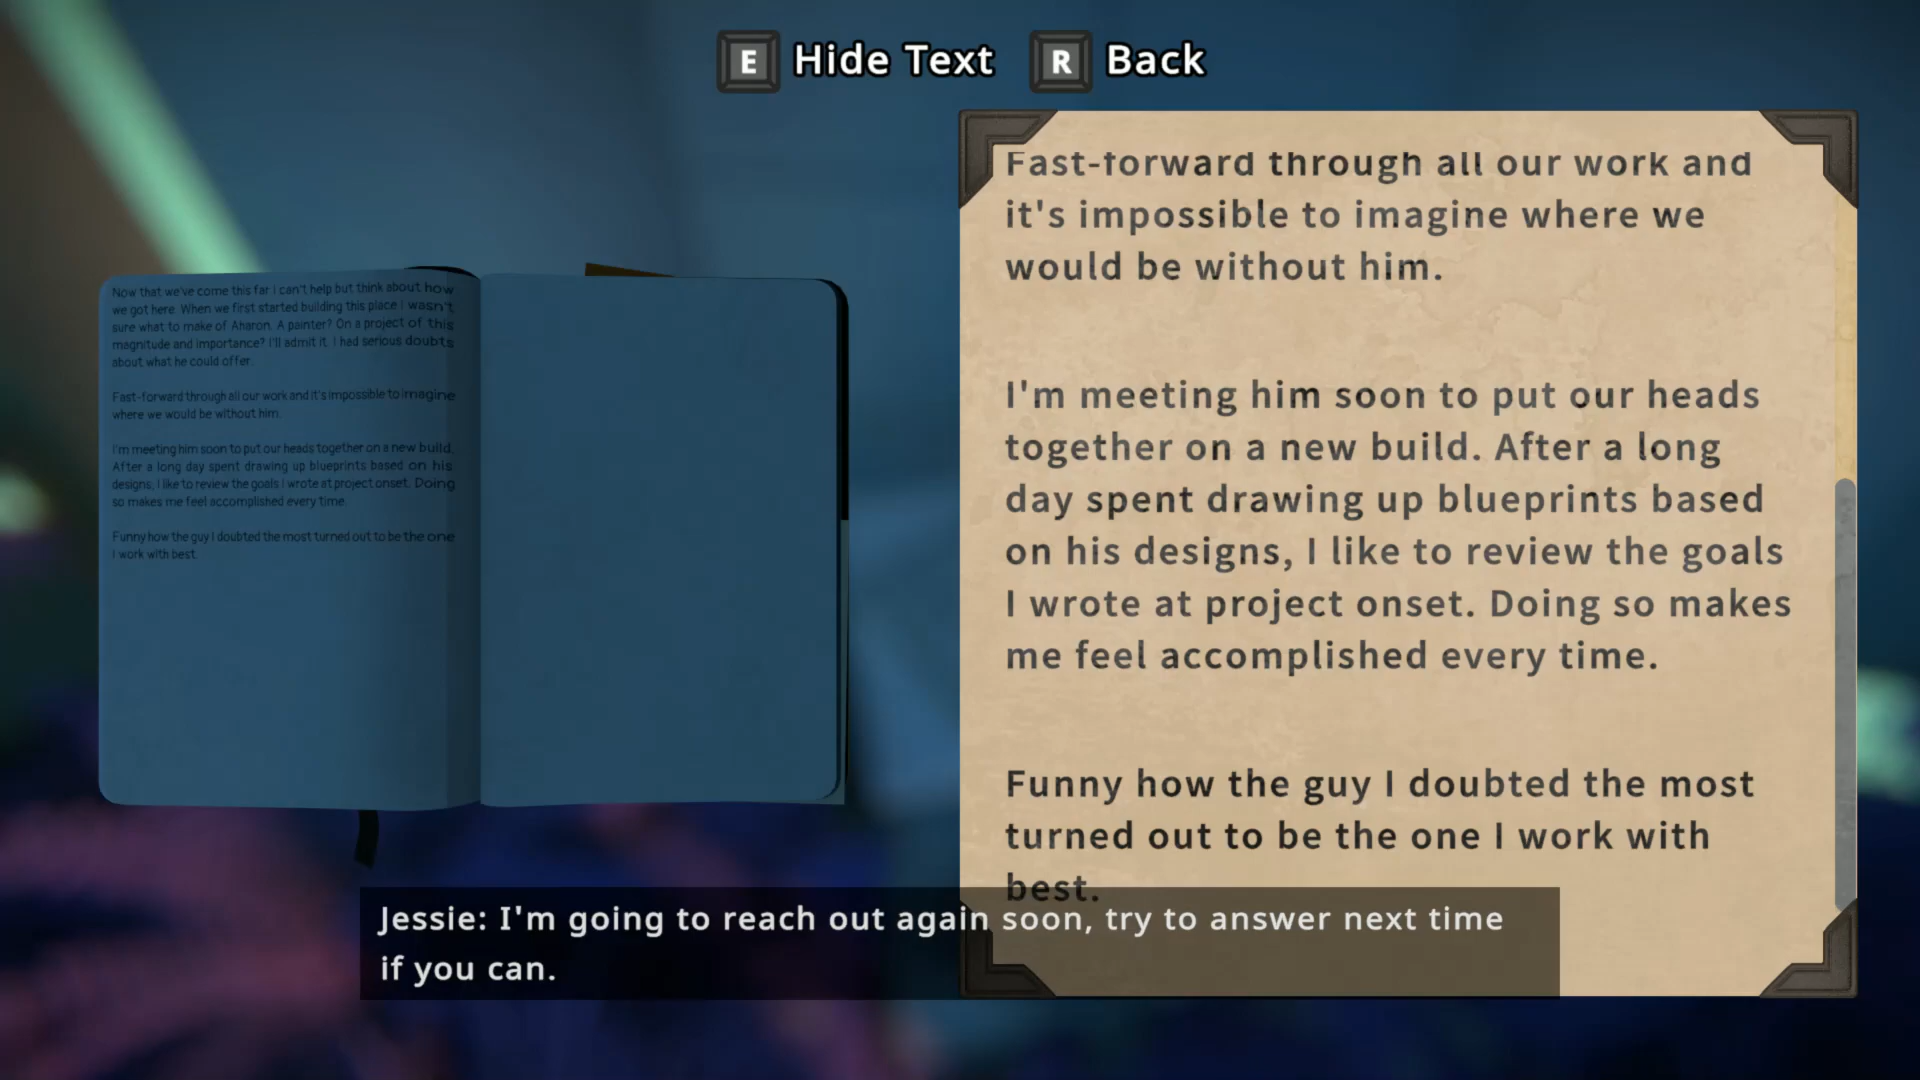 E Hide Text R Back
Now that we've come this far I can't help but think about how
we got here. When we first started building this place I wasn't
sure what to make of Aharon. A painter? On a project of this
magnitude and importance? I'll admit it, I had serious doubts
about what he could offer.
Fast-forward through all our work and it's impossible to imagine
where we would be without him.
I'm meeting him soon to put our heads together on a new build.
After a long day spent drawing up blueprints based on his
designs, I like to review the goals I wrote at project onset. Doing
so makes me feel accomplished every time.
Funny how the guy I doubted the most turned out to be the one
I work with best.
Fast-forward through all our work and
it's impossible to imagine where we
would be without him.
I'm meeting him soon to put our heads
together on a new build. After a long
day spent drawing up blueprints based
on his designs, I like to review the goals
I wrote at project onset. Doing so makes
me feel accomplished every time.
Funny how the guy I doubted the most
turned out to be the one I work with
best.
Jessie: I'm going to reach out again soon, try to answer next time
if you can.